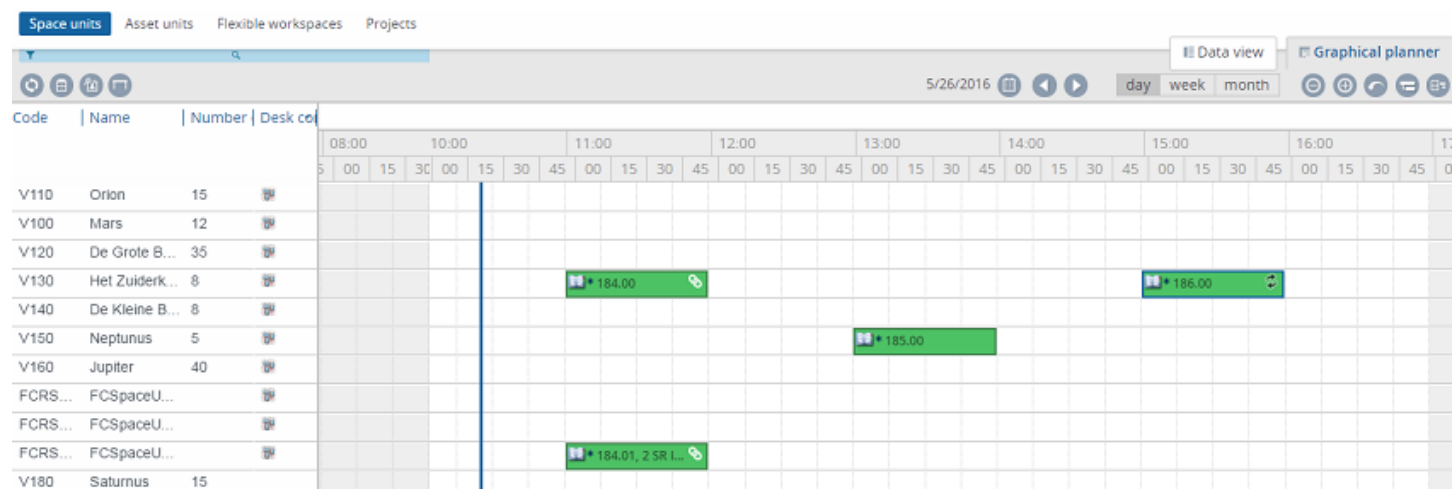 Space units Asset units Flexible workspaces Projects
Data view Graphical planner
5/26/2016 day week month
Code Name Number Desk
08:00 10:00 11:00 12:00 13:00 14:00 15:00 16:00
00 15 00 15 30 45 00 15 30 45 00 15 30 45 00 15 30 45 00 15 30 45 00 15 30 45 00 15 30 45
V110 Orion 15
V100 Mars 12
V120 De Grote B... 35
V130 Het Zuiderk... 8 * 184.00 * 186.00
V140 De Kleine B... 8
V150 Neptunus 5 * 185.00
V160 Jupiter 40
FCRS... FCSpaceU...
FCRS... FCSpaceU...
FCRS... FCSpaceU... * 184.01, 2 SR I...
V180 Saturnus 15